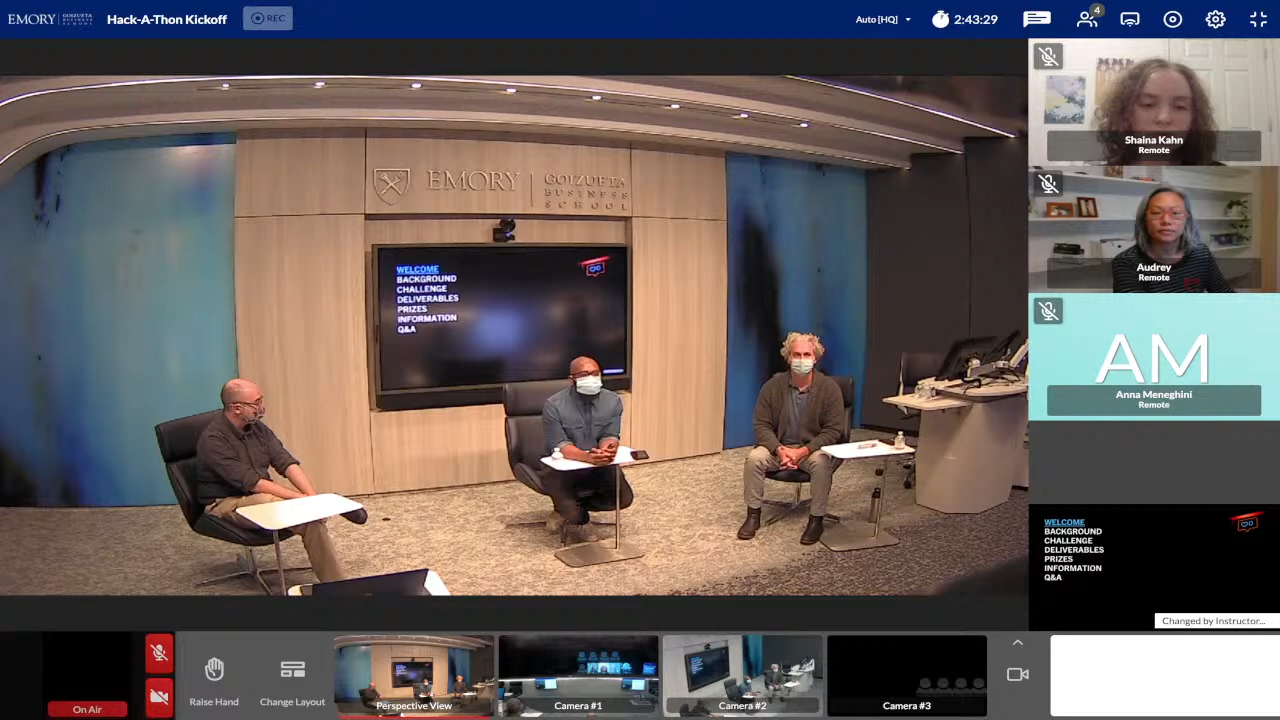 EMORY
GOIZUETA
BUSINESS
SCHOOL
Hack-A-Thon Kickoff
REC
Auto [HQ]
2:43:29
4
EMORY
GOIZUETA
BUSINESS
SCHOOL
WELCOME
BACKGROUND
CHALLENGE
DELIVERABLES
PRIZES
INFORMATION
Q&A
Shaina Kahn
Remote
Audrey
Remote
AM
Anna Meneghini
Remote
WELCOME
BACKGROUND
CHALLENGE
DELIVERABLES
PRIZES
INFORMATION
Q&A
Changed by Instructor...
On Air
Raise Hand
Change Layout
Perspective View
Camera #1
Camera #2
Camera #3